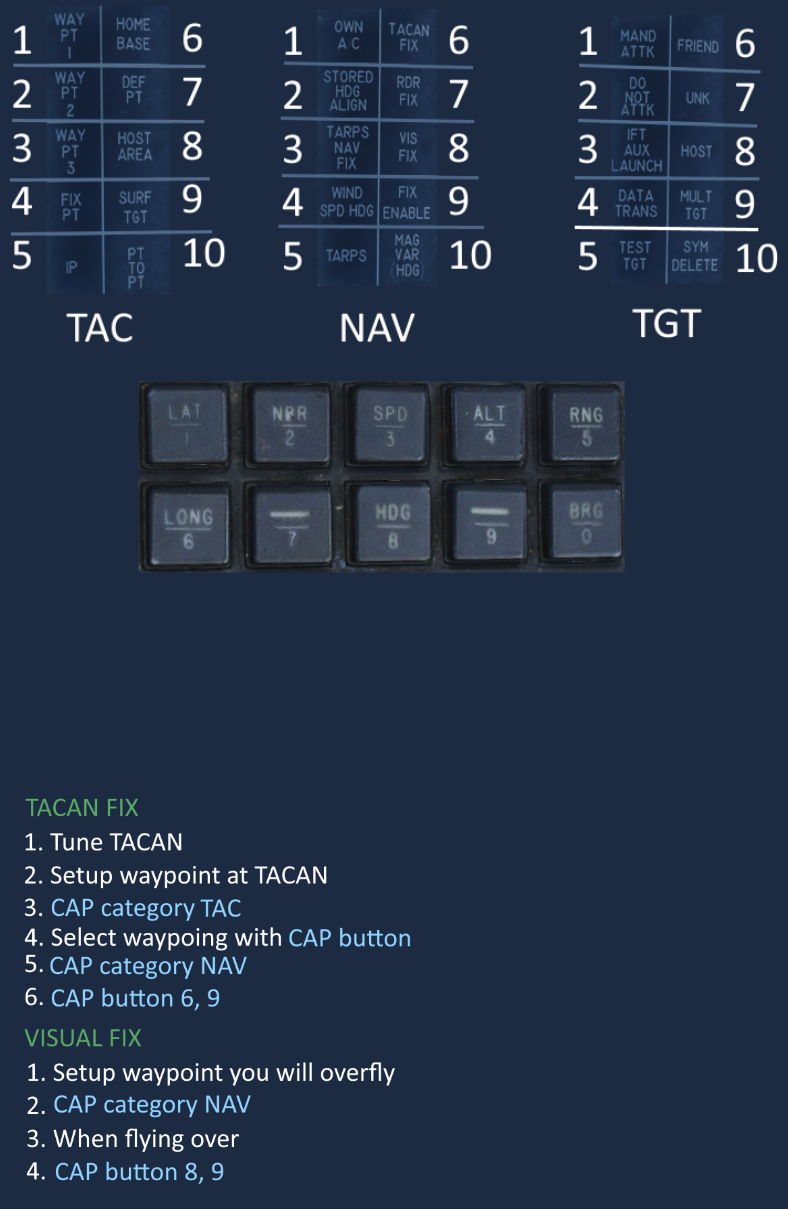 1 WAY PT 1 HOME BASE 6
2 WAY PT 2 DEF PT 7
3 WAY PT 3 HOST AREA 8
4 FIX PT SURF TGT 9
5 IP PT TO PT 10
TAC
1 OWN A/C TACAN FIX 6
2 STORED HDG ALIGN RDR FIX 7
3 TARPS NAV FIX VIS FIX 8
4 WIND SPD HDG FIX ENABLE 9
5 TARPS MAG VAR (HDG) 10
NAV
1 MAND ATTK FRIEND 6
2 DO NOT ATTK UNK 7
3 IFT AUX LAUNCH HOST 8
4 DATA TRANS MULT TGT 9
5 TEST TGT SYM DELETE 10
TGT
LAT NBR SPD ALT RNG
1 2 3 4 5
LONG HDG BRG
6 7 8 9 0
TACAN FIX
1. Tune TACAN
2. Setup waypoint at TACAN
3. CAP category TAC
4. Select waypoing with CAP button
5. CAP category NAV
6. CAP button 6, 9
VISUAL FIX
1. Setup waypoint you will overfly
2. CAP category NAV
3. When flying over
4. CAP button 8, 9